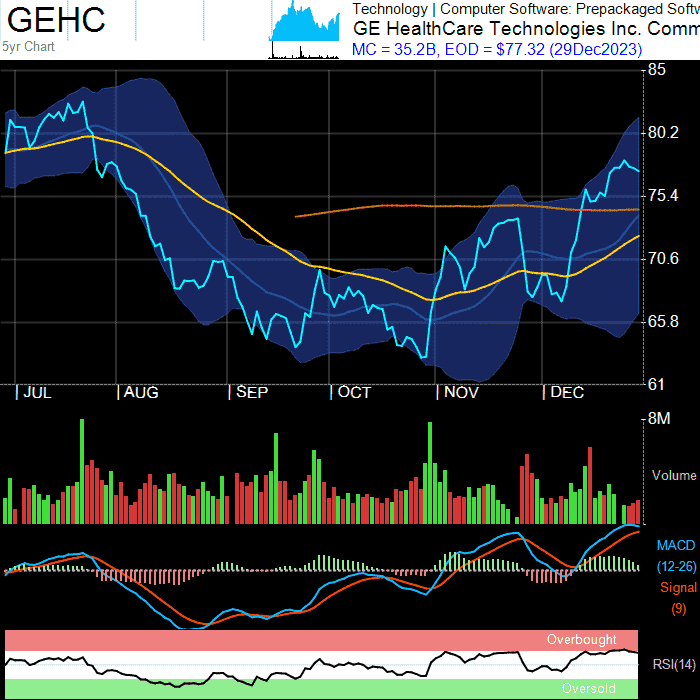 GEHC
5yr Chart
Technology | Computer Software: Prepackaged Softw
GE HealthCare Technologies Inc. Comm
MC = 35.2B, EOD = $77.32 (29Dec2023)
85
80.2
75.4
70.6
65.8
61
| JUL | AUG | SEP | OCT | NOV | DEC
8M
Volume
MACD
(12-26)
Signal
(9)
Overbought
RSI(14)
Oversold